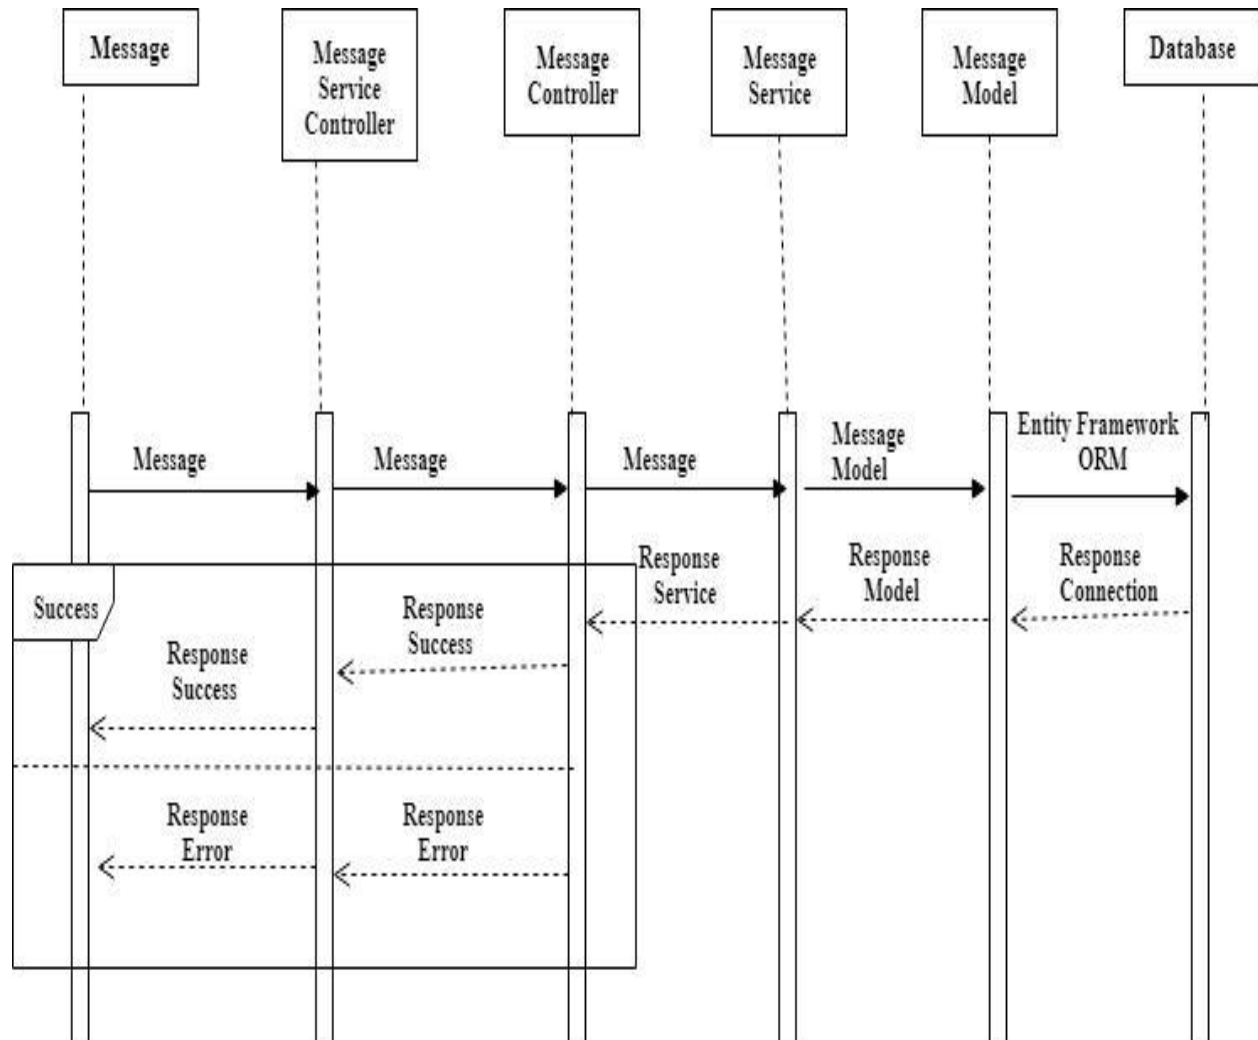 Message
Message
Service
Controller
Message
Controller
Message
Service
Message
Model
Database
Message
Message
Message
Message
Model
Entity Framework
ORM
Response
Service
Response
Model
Response
Connection
Success
Response
Success
Response
Success
Response
Error
Response
Error